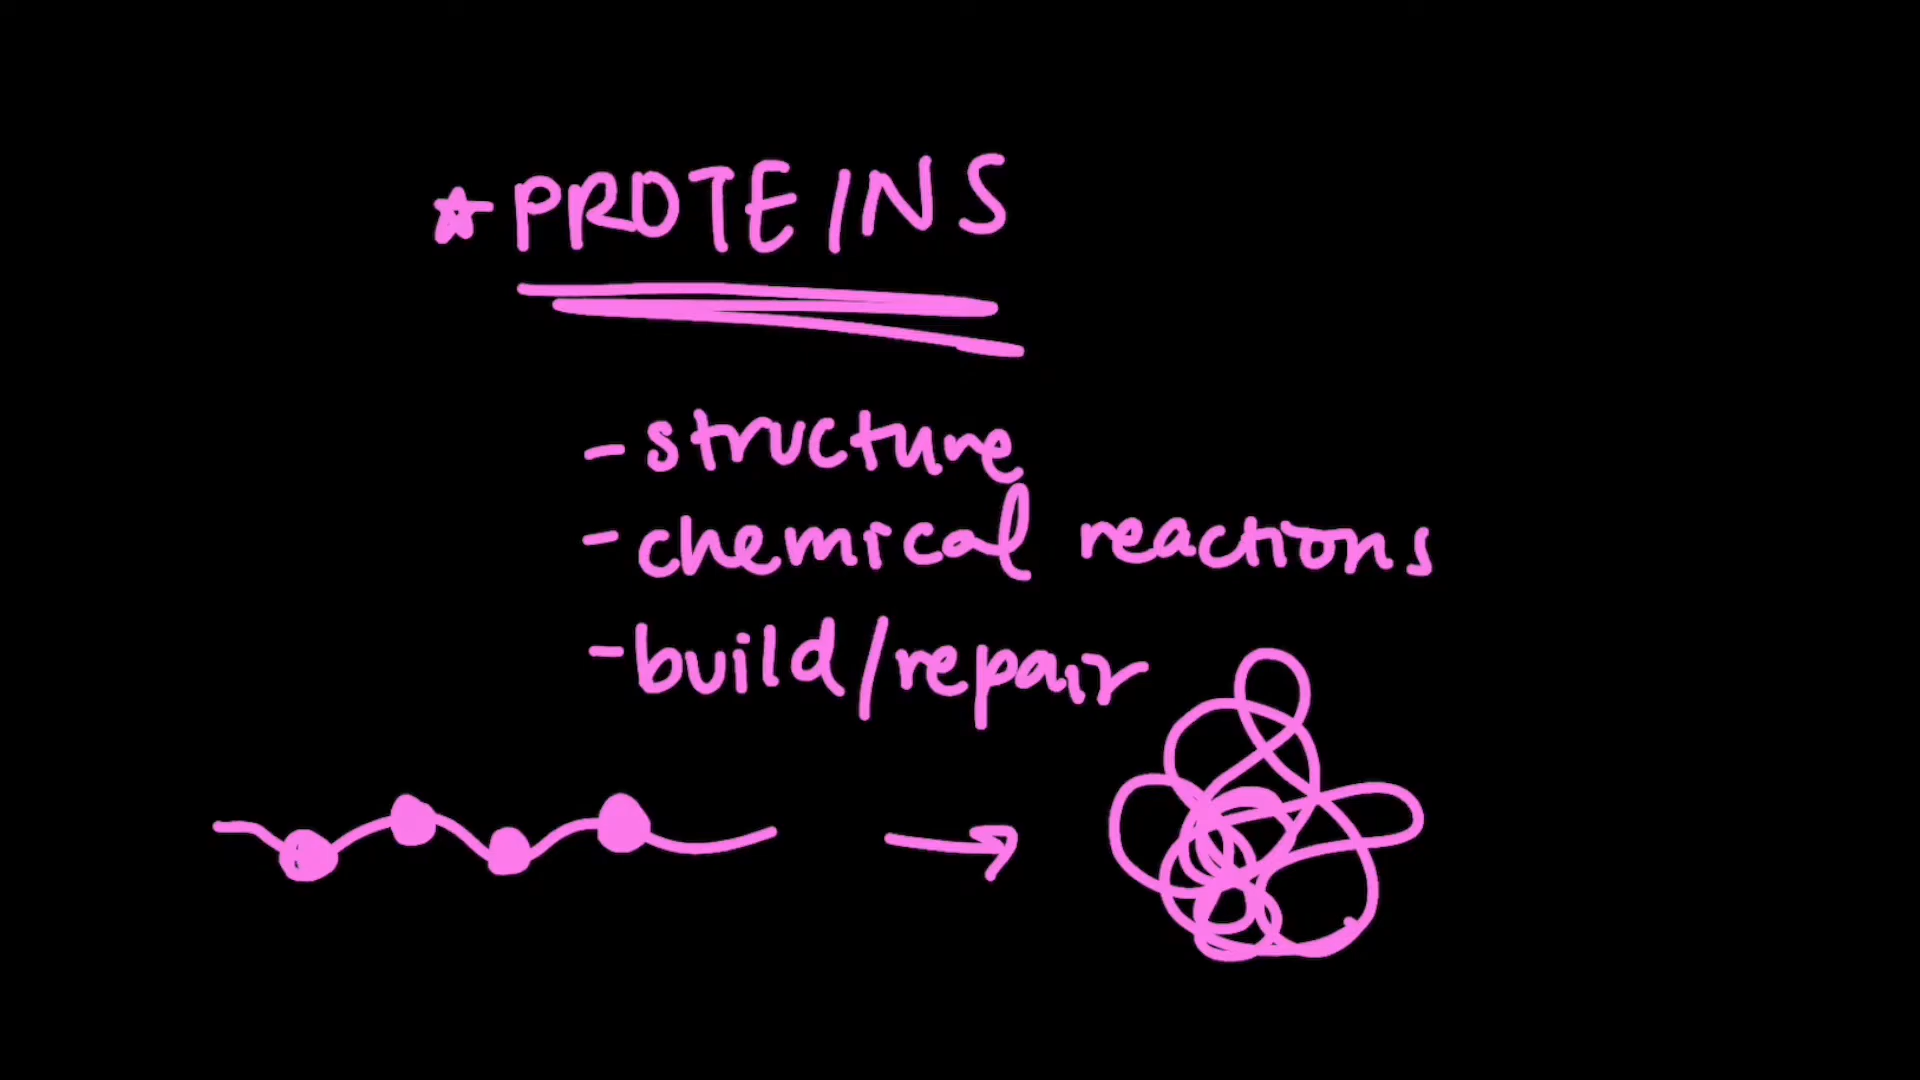 PROTEINS
- structure
- chemical reactions
- build/repair